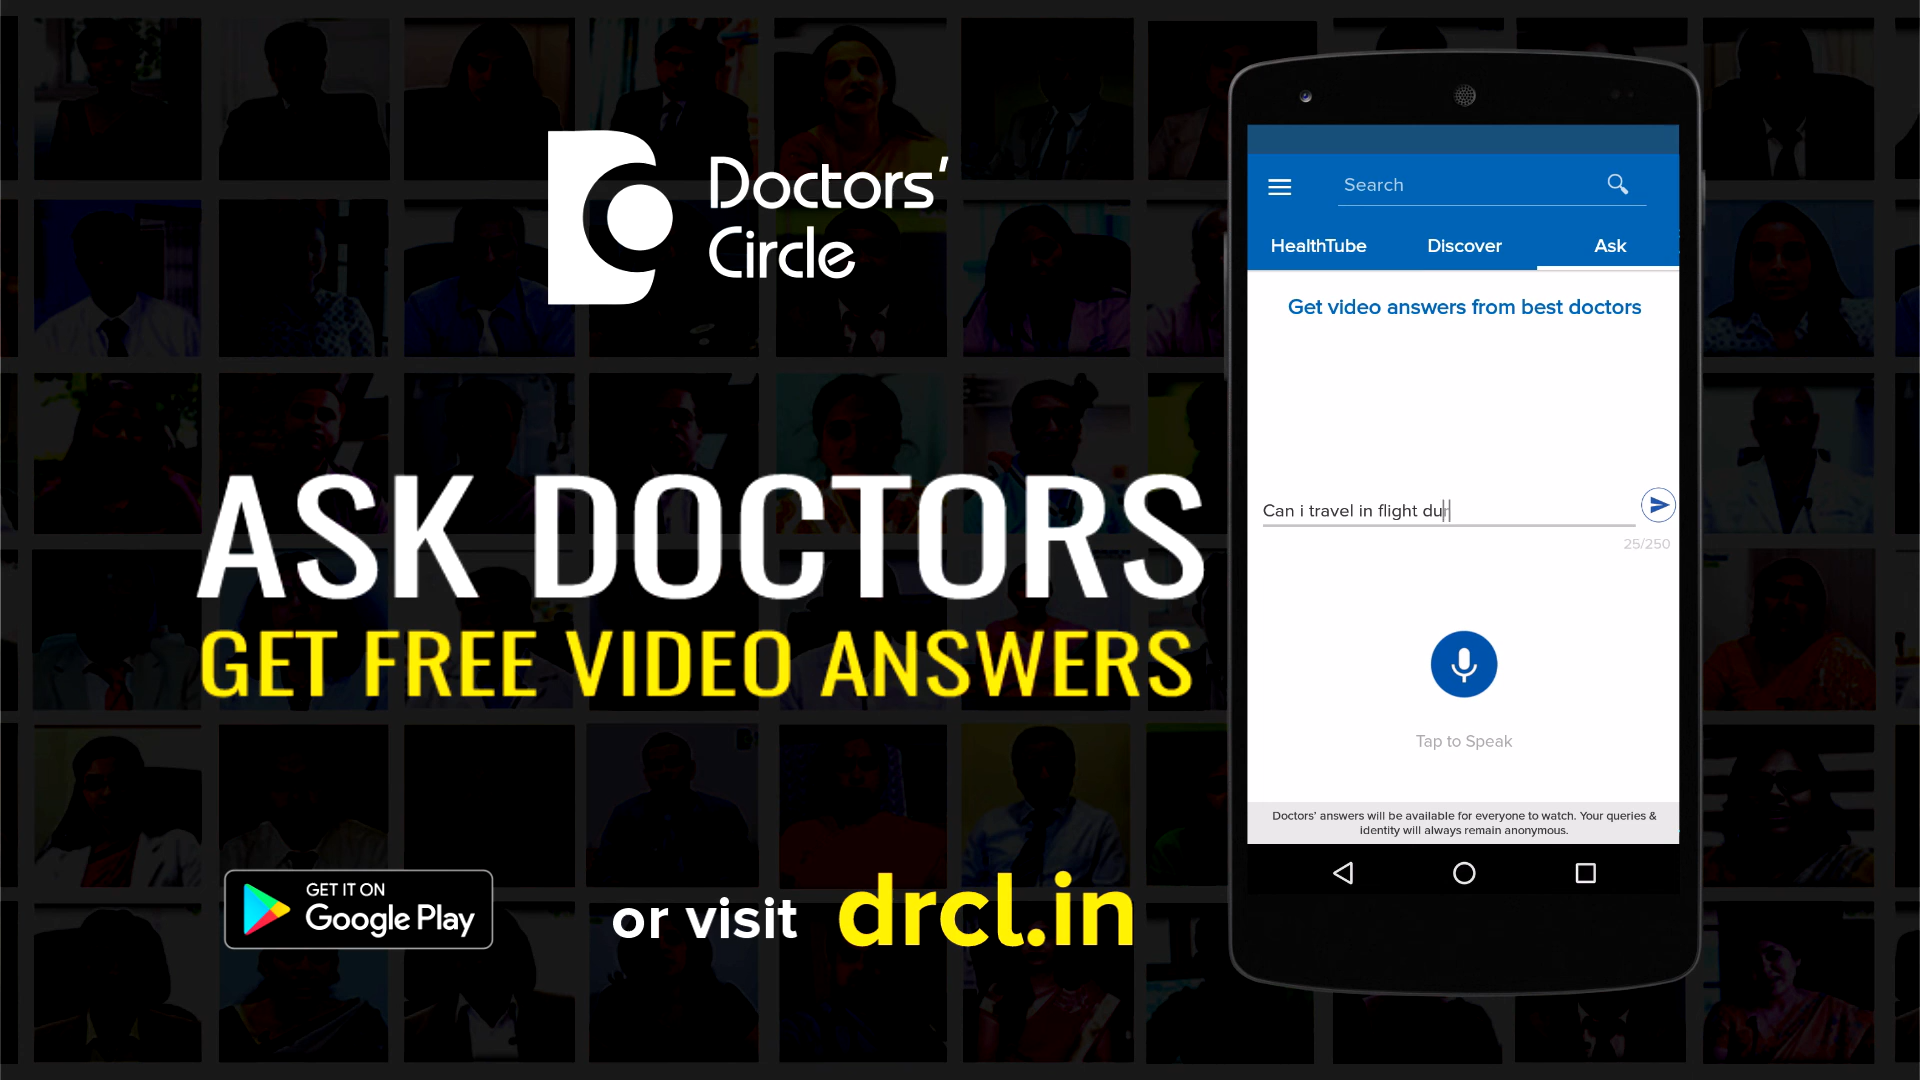 Doctors'
Circle
ASK DOCTORS
GET FREE VIDEO ANSWERS
GET IT ON
Google Play
or visit drcl.in
Search
HealthTube Discover Ask
Get video answers from best doctors
Can i travel in flight dur
25/250
Tap to Speak
Doctors' answers will be available for everyone to watch. Your queries &
identity will always remain anonymous.